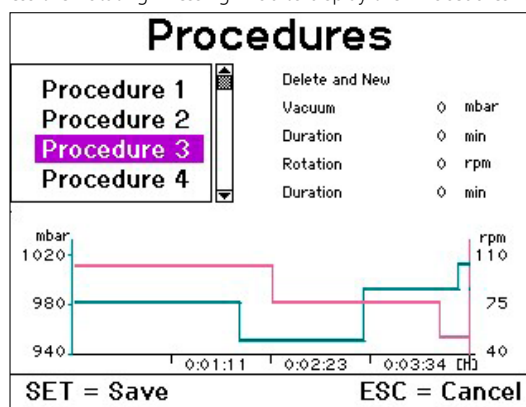 Procedures
Procedure 1
Procedure 2
Procedure 3
Procedure 4
Delete and New
Vacuum 0 mbar
Duration 0 min
Rotation 0 rpm
Duration 0 min
mbar rpm
1020 110
980 75
940 40
0:01:11 0:02:23 0:03:34 [H]
SET = Save ESC = Cancel